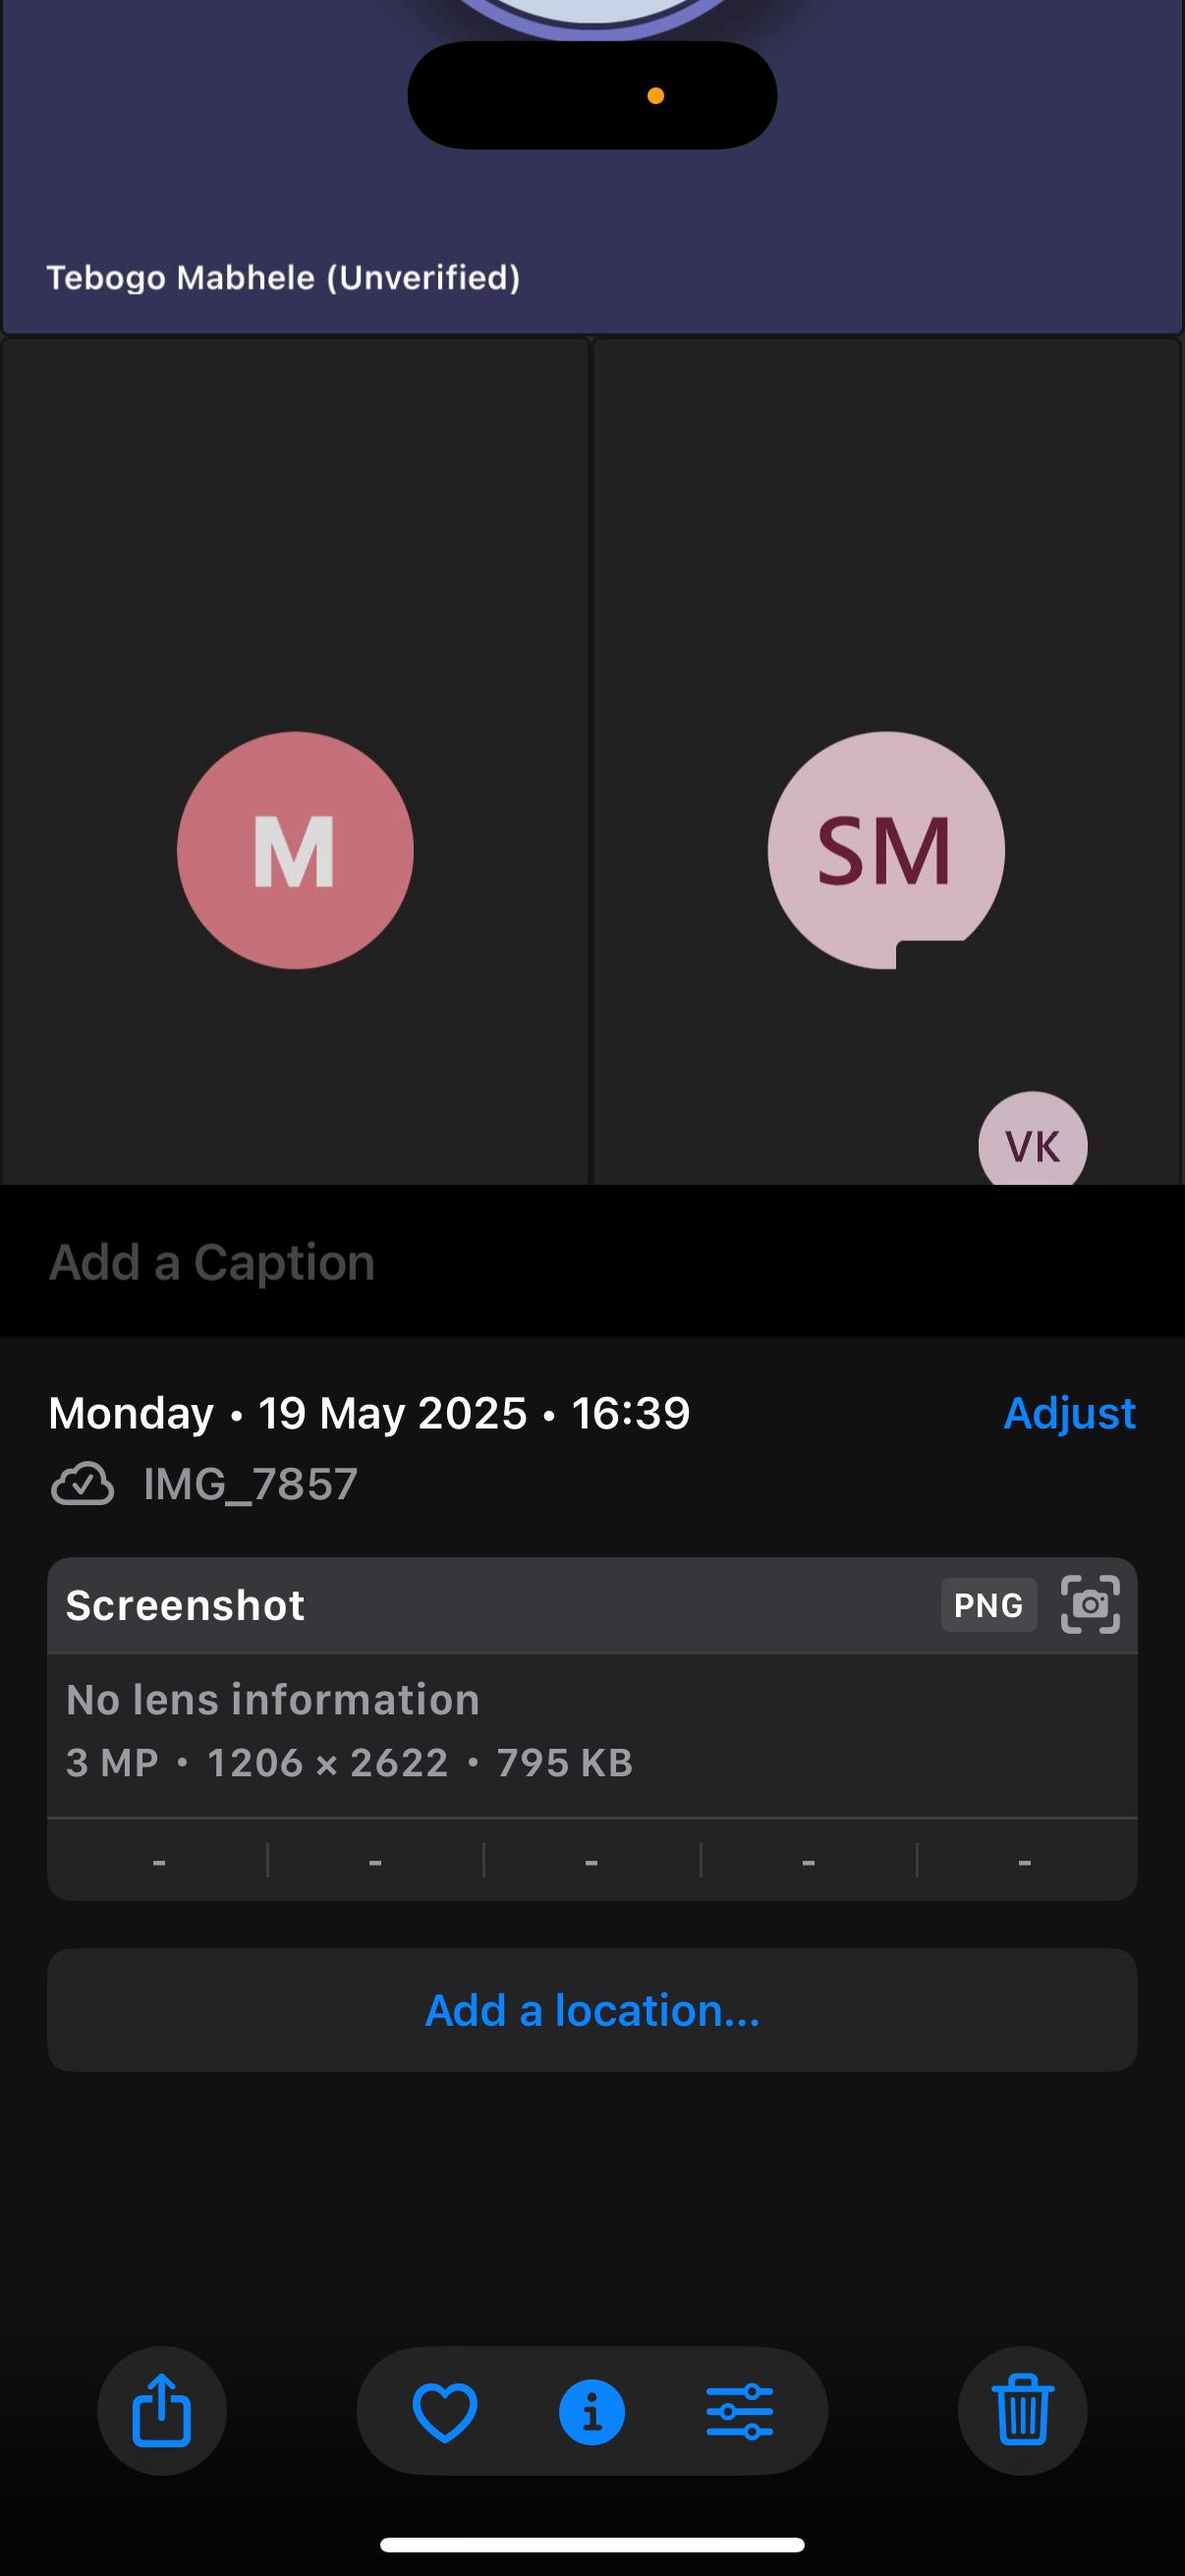 Tebogo Mabhele (Unverified)
M
SM
VK
Add a Caption
Monday • 19 May 2025 • 16:39
Adjust
IMG_7857
Screenshot
PNG
No lens information
3 MP • 1206 × 2622 • 795 KB
- - - - -
Add a location...